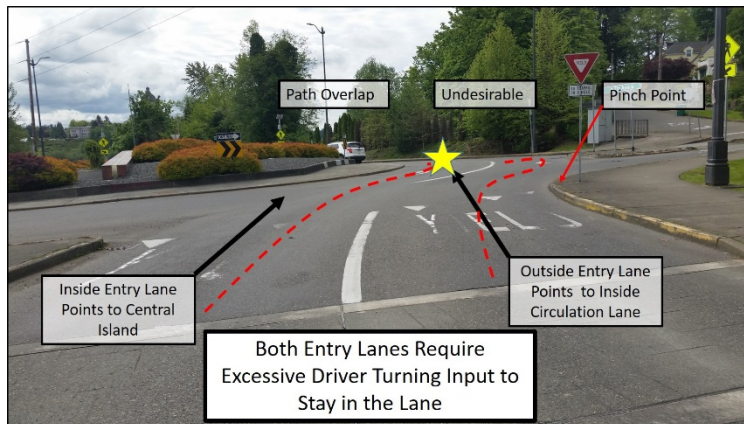 Path Overlap
Undesirable
Pinch Point
YIELD
YIEL
Inside Entry Lane
Points to Central
Island
Outside Entry Lane
Points to Inside
Circulation Lane
Both Entry Lanes Require
Excessive Driver Turning Input to
Stay in the Lane